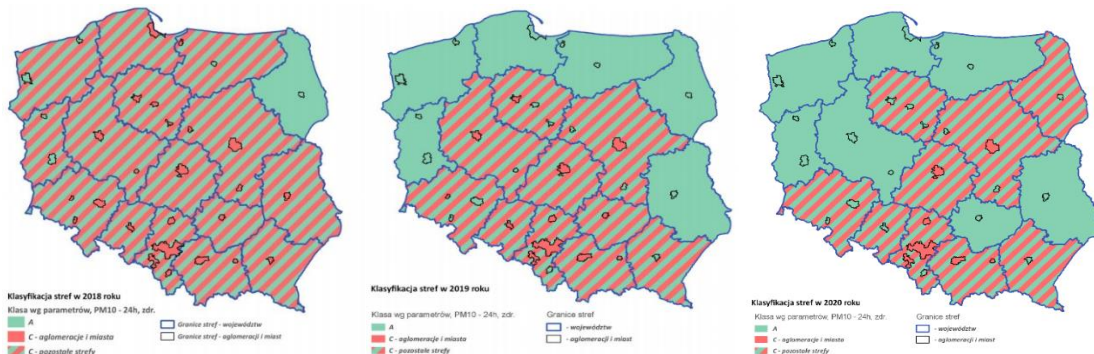 Klasyfikacja stref w 2018 roku
Klasa wg parametrów, PM10 - 24h, zdr.
A
C - aglomeracje i miasta
C - pozostałe strefy
Granice stref - województw
Granice stref - aglomeracji i miast
Klasyfikacja stref w 2019 roku
Klasa wg parametrów, PM10 - 24h, zdr.
A
C - aglomeracje i miasta
C - pozostałe strefy
Granice stref
- województw
- aglomeracji i miast
Klasyfikacja stref w 2020 roku
Klasa wg parametrów, PM10 - 24h, zdr.
A
C - aglomeracje i miasta
C - pozostałe strefy
Granice stref
- województw
- aglomeracji i miast